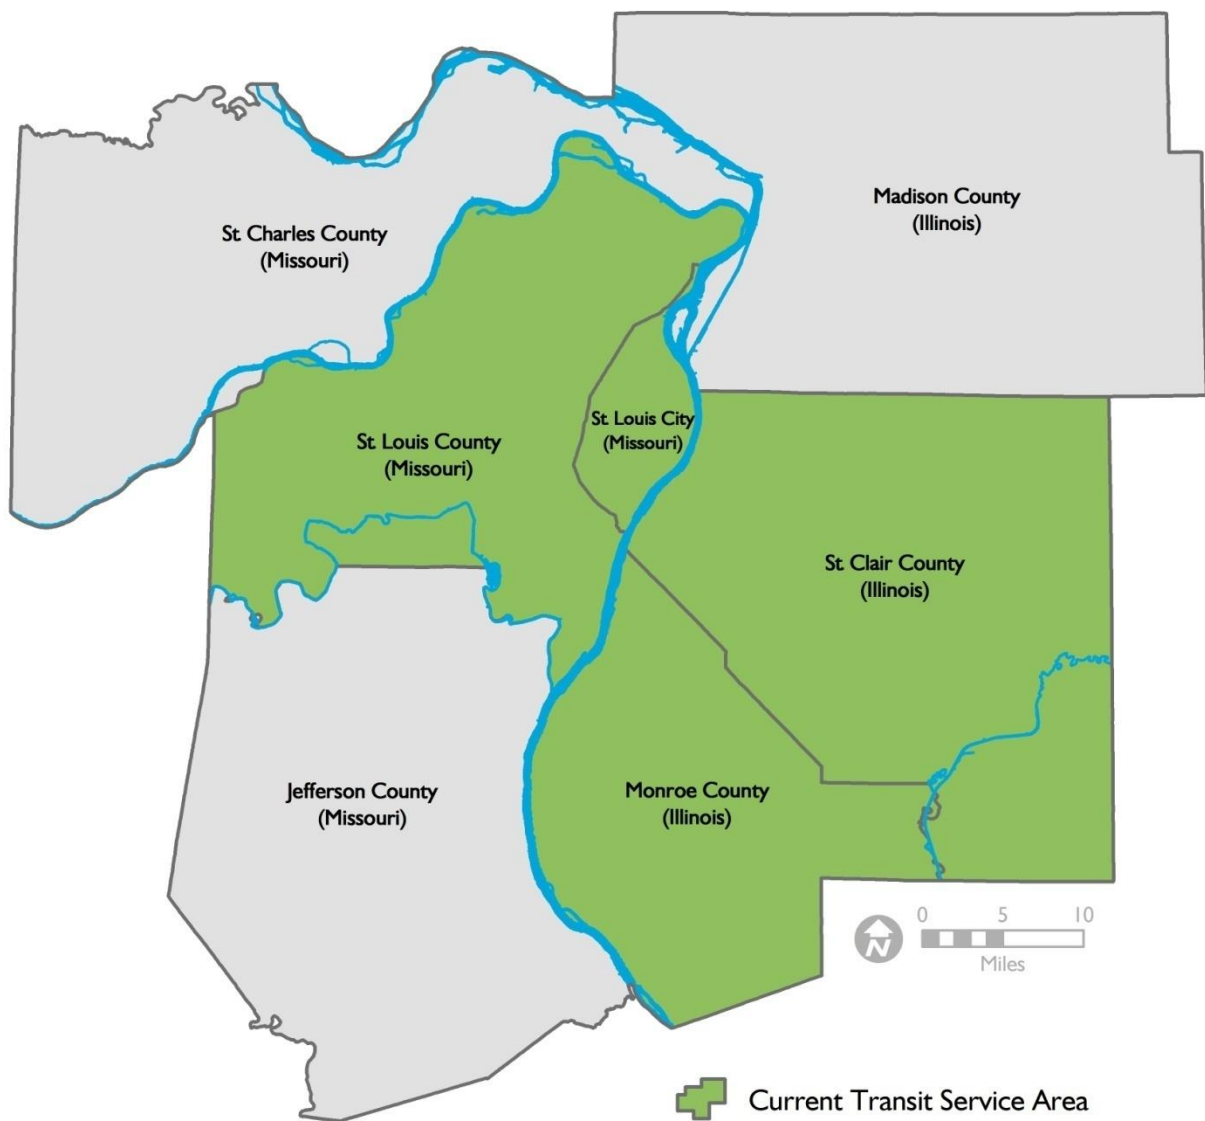 Madison County
(Illinois)
St Charles County
(Missouri)
St Louis City
(Missouri)
St Louis County
(Missouri)
St Clair County
(Illinois)
Jefferson County
(Missouri)
Monroe County
(Illinois)
0 5 10
N
Miles
Current Transit Service Area